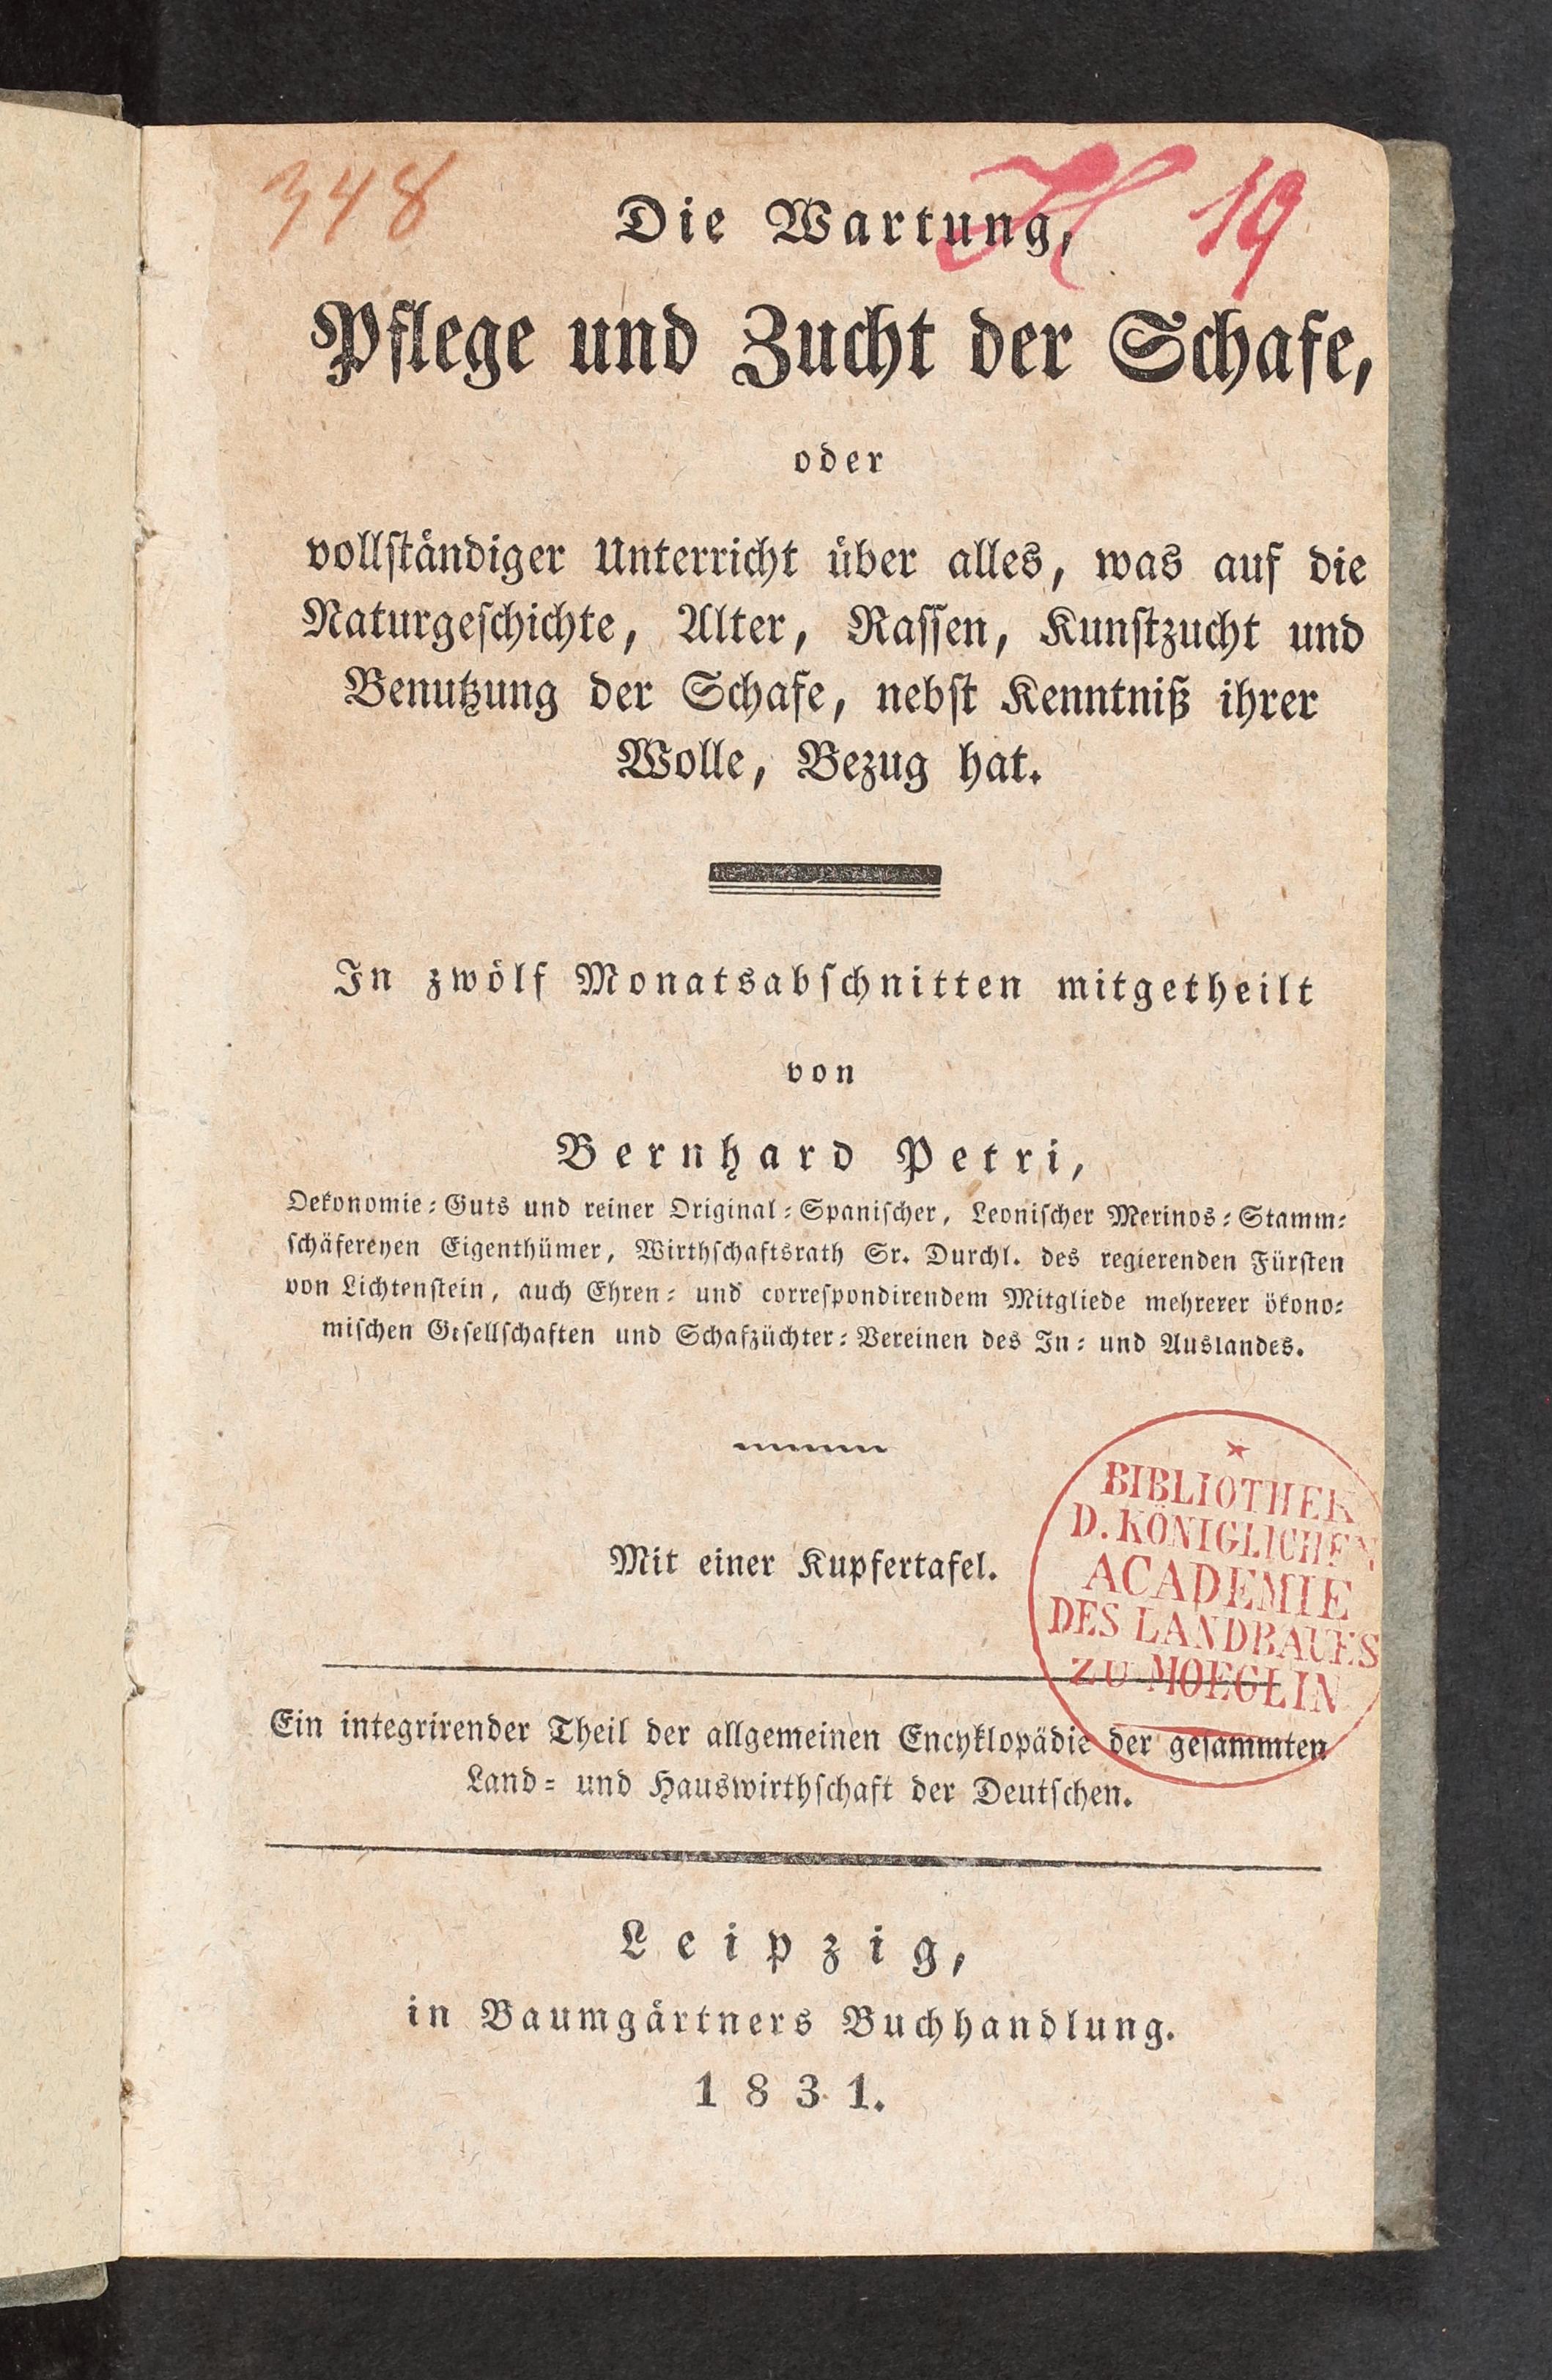 348
H 19
Die Wartung,
Pflege und Zucht der Schafe,
oder
vollständiger Unterricht über alles, was auf die
Naturgeschichte, Alter, Rassen, Kunstzucht und
Benutzung der Schafe, nebst Kenntniß ihrer
Wolle, Bezug hat.
In zwölf Monatsabschnitten mitgetheilt
von
Bernhard Petri,
Oekonomie-Guts und reiner Original-Spanischer, Leonischer Merinos-Stamm-
schäfereyen Eigenthümer, Wirthschaftsrath Sr. Durchl. des regierenden Fürsten
von Lichtenstein, auch Ehren- und correspondirendem Mitgliede mehrerer ökono-
mischen Gesellschaften und Schafzüchter-Vereinen des In- und Auslandes.
Mit einer Kupfertafel.
BIBLIOTHEK
D. KÖNIGLICHEN
ACADEMIE
DES LANDBAUES
ZU MOEGLIN
Ein integrirender Theil der allgemeinen Encyklopädie der gesammten
Land- und Hauswirthschaft der Deutschen.
Leipzig,
in Baumgärtners Buchhandlung.
1831.